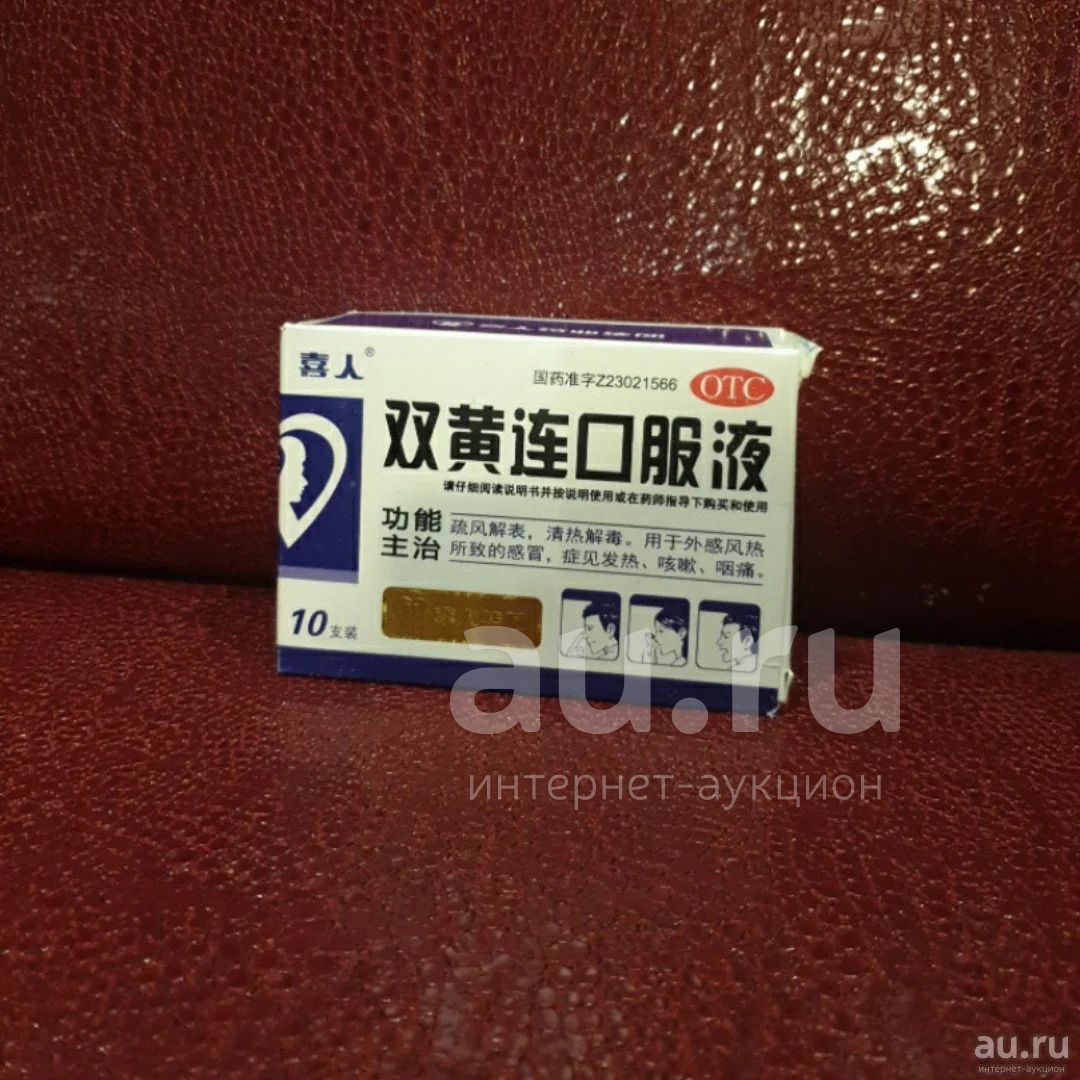 喜人®
国药准字Z23021566 OTC
双黄连口服液
请仔细阅读说明书并按说明使用或在药师指导下购买和使用
功能
主治
疏风解表，清热解毒。用于外感风热
所致的感冒，症见发热、咳嗽、咽痛。
10支装
au.ru
интернет-аукцион
au.ru
интернет-аукцион